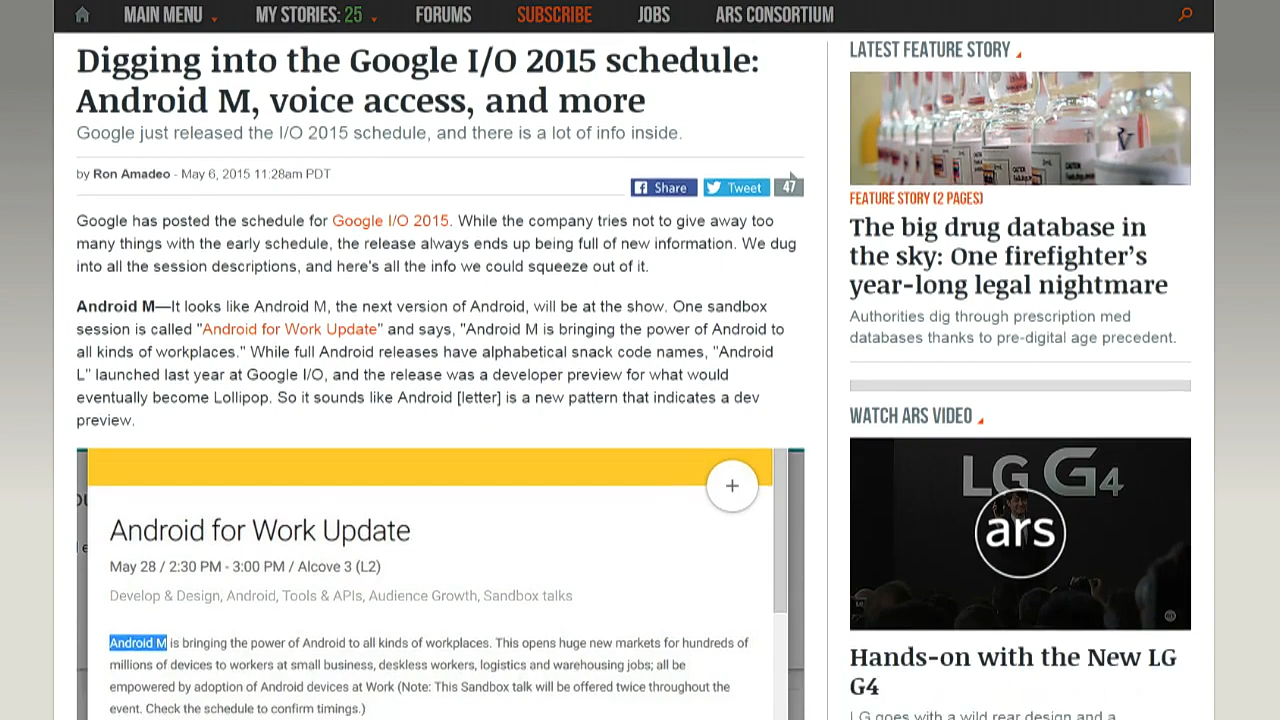 MAIN MENU
MY STORIES: 25
FORUMS
SUBSCRIBE
JOBS
ARS CONSORTIUM
Digging into the Google I/O 2015 schedule:
Android M, voice access, and more
Google just released the I/O 2015 schedule, and there is a lot of info inside.
by Ron Amadeo - May 6, 2015 11:28am PDT
Share
Tweet
47
Google has posted the schedule for Google I/O 2015. While the company tries not to give away too
many things with the early schedule, the release always ends up being full of new information. We dug
into all the session descriptions, and here's all the info we could squeeze out of it.
Android M—It looks like Android M, the next version of Android, will be at the show. One sandbox
session is called "Android for Work Update" and says, "Android M is bringing the power of Android to
all kinds of workplaces." While full Android releases have alphabetical snack code names, "Android
L" launched last year at Google I/O, and the release was a developer preview for what would
eventually become Lollipop. So it sounds like Android [letter] is a new pattern that indicates a dev
preview.
Android for Work Update
May 28 / 2:30 PM - 3:00 PM / Alcove 3 (L2)
Develop & Design, Android, Tools & APIs, Audience Growth, Sandbox talks
Android M is bringing the power of Android to all kinds of workplaces. This opens huge new markets for hundreds of
millions of devices to workers at small business, deskless workers, logistics and warehousing jobs; all be
empowered by adoption of Android devices at Work (Note: This Sandbox talk will be offered twice throughout the
event. Check the schedule to confirm timings.)
LATEST FEATURE STORY
FEATURE STORY (2 PAGES)
The big drug database in
the sky: One firefighter's
year-long legal nightmare
Authorities dig through prescription med
databases thanks to pre-digital age precedent.
WATCH ARS VIDEO
LG G4
ars
Hands-on with the New LG
G4
LG goes with a wild rear design and a